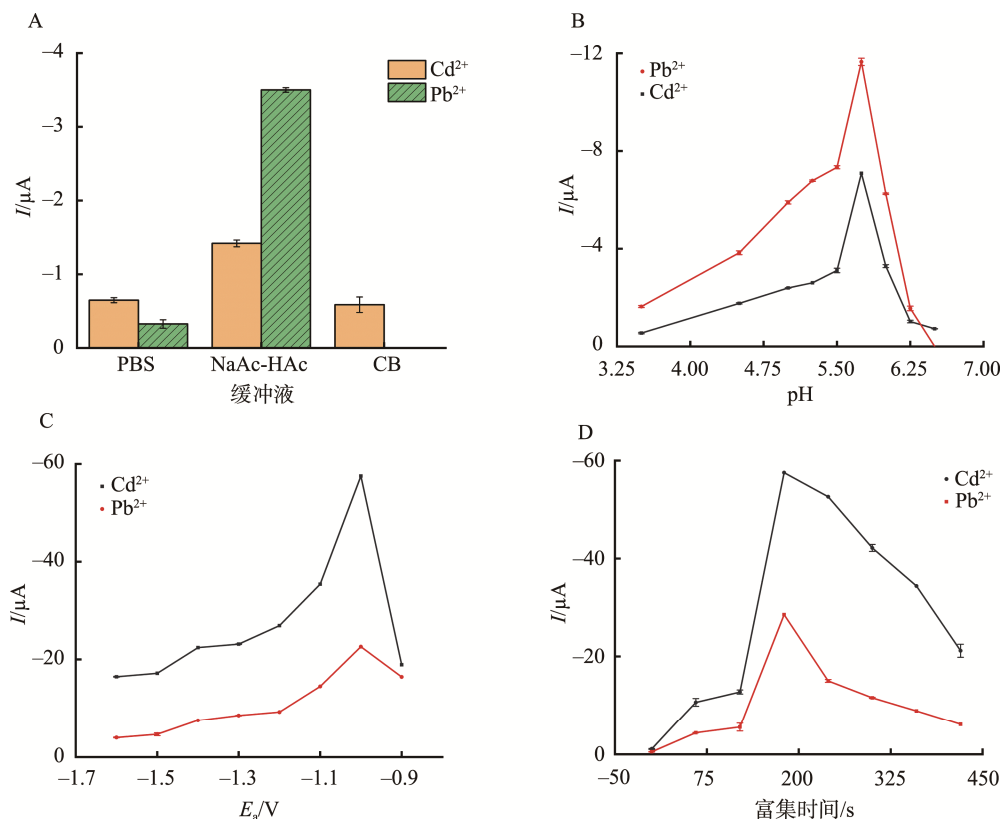 A
I/μA
–4
–3
–2
–1
0
Cd²⁺
Pb²⁺
PBS
NaAc-HAc
CB
缓冲液
B
I/μA
–12
–8
–4
0
Pb²⁺
Cd²⁺
3.25
4.00
4.75
5.50
6.25
7.00
pH
C
I/μA
–60
–40
–20
0
Cd²⁺
Pb²⁺
–1.7
–1.5
–1.3
–1.1
–0.9
Eₐ/V
D
I/μA
–60
–50
–40
–30
–20
–10
0
Cd²⁺
Pb²⁺
–50
75
200
325
450
富集时间/s